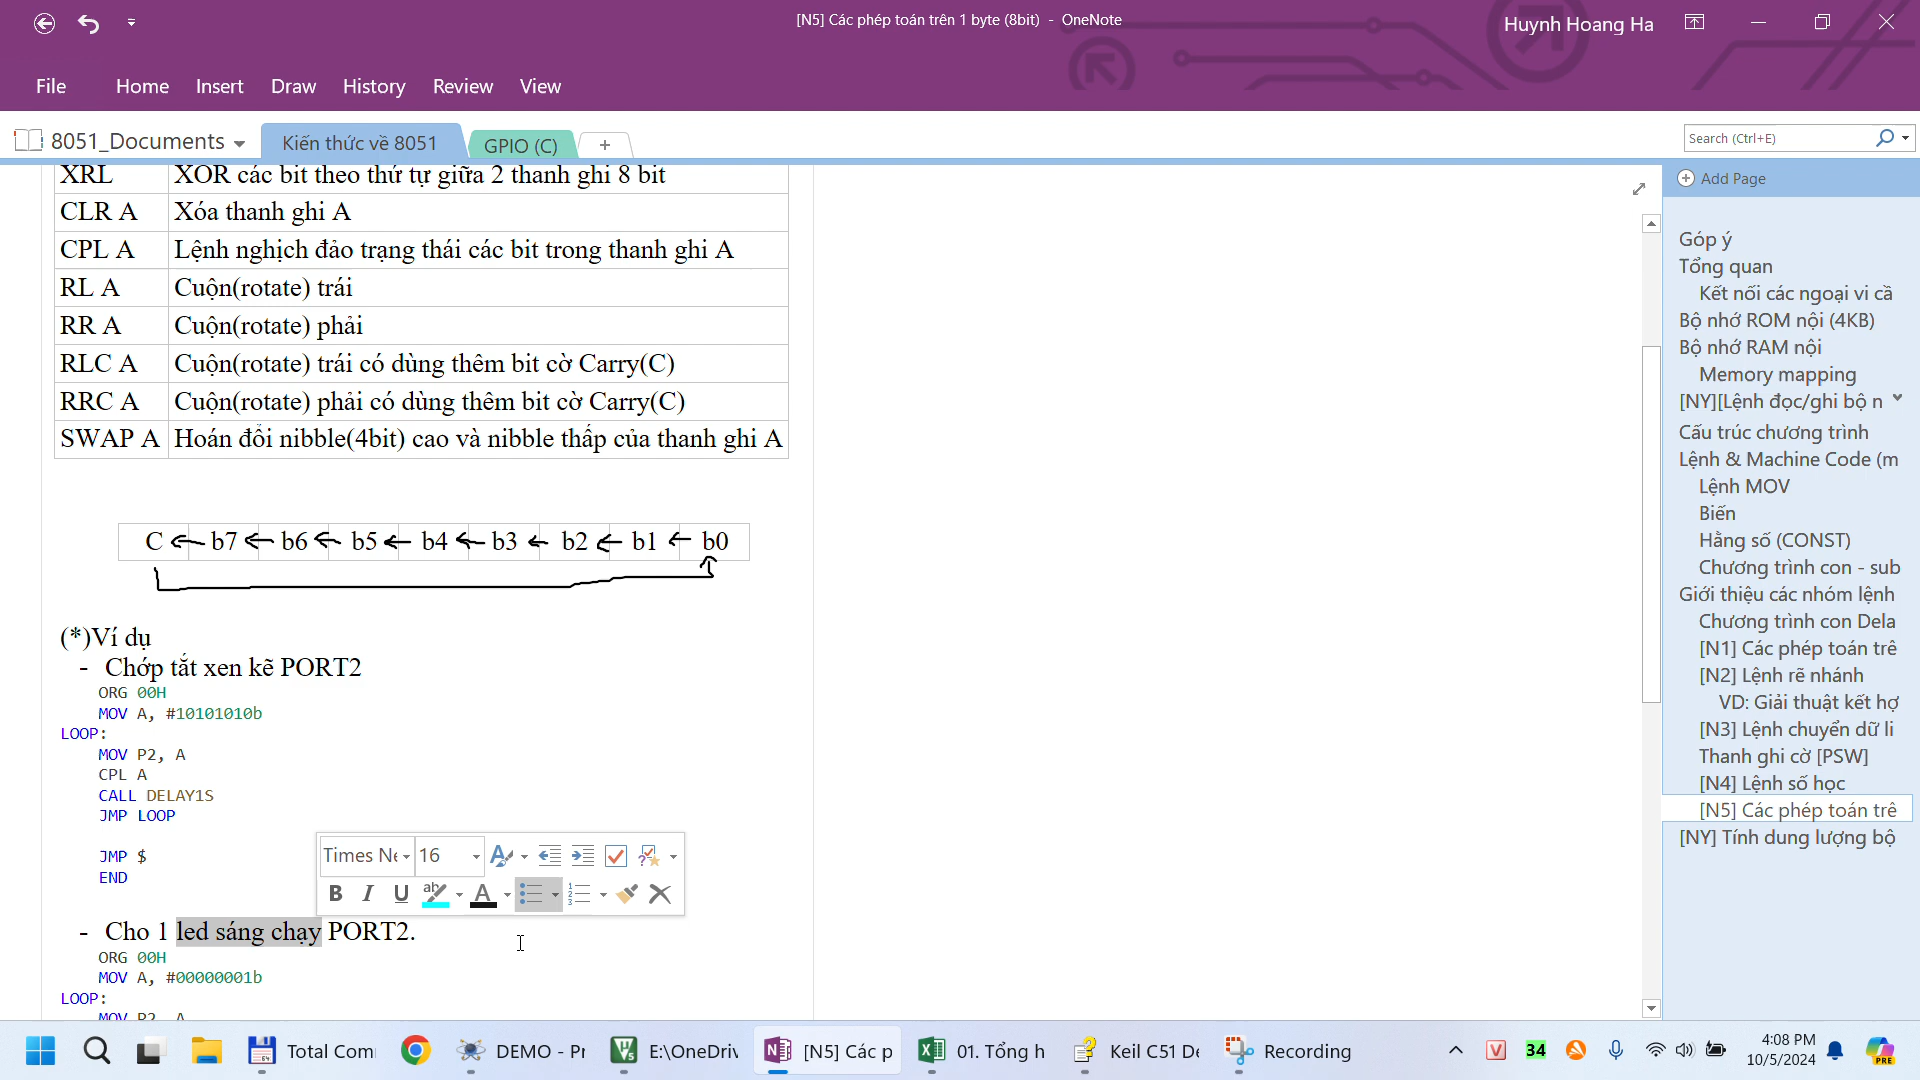 [N5] Các phép toán trên 1 byte (8bit) - OneNote
Huynh Hoang Ha
File Home Insert Draw History Review View
8051_Documents Kiến thức về 8051 GPIO (C) +
Search (Ctrl+E)
XRL XOR các bit theo thứ tự giữa 2 thanh ghi 8 bit
CLR A Xóa thanh ghi A
CPL A Lệnh nghịch đảo trạng thái các bit trong thanh ghi A
RL A Cuộn(rotate) trái
RR A Cuộn(rotate) phải
RLC A Cuộn(rotate) trái có dùng thêm bit cờ Carry(C)
RRC A Cuộn(rotate) phải có dùng thêm bit cờ Carry(C)
SWAP A Hoán đổi nibble(4bit) cao và nibble thấp của thanh ghi A
C b7 b6 b5 b4 b3 b2 b1 b0
(*)Ví dụ
- Chớp tắt xen kẽ PORT2
ORG 00H
MOV A, #10101010b
LOOP:
MOV P2, A
CPL A
CALL DELAY1S
JMP LOOP
JMP $
END
Times Ne 16
B I U ab A
- Cho 1 led sáng chạy PORT2.
ORG 00H
MOV A, #00000001b
LOOP:
MOV P2, A
Add Page
Góp ý
Tổng quan
Kết nối các ngoại vi cầ
Bộ nhớ ROM nội (4KB)
Bộ nhớ RAM nội
Memory mapping
[NY][Lệnh đọc/ghi bộ n
Cấu trúc chương trình
Lệnh & Machine Code (m
Lệnh MOV
Biến
Hằng số (CONST)
Chương trình con - sub
Giới thiệu các nhóm lệnh
Chương trình con Dela
[N1] Các phép toán trê
[N2] Lệnh rẽ nhánh
VD: Giải thuật kết hợ
[N3] Lệnh chuyển dữ li
Thanh ghi cờ [PSW]
[N4] Lệnh số học
[N5] Các phép toán trê
[NY] Tính dung lượng bộ
Total Com DEMO - Pr E:\OneDriv [N5] Các p 01. Tổng h Keil C51 De Recording
34
4:08 PM
10/5/2024
PRE